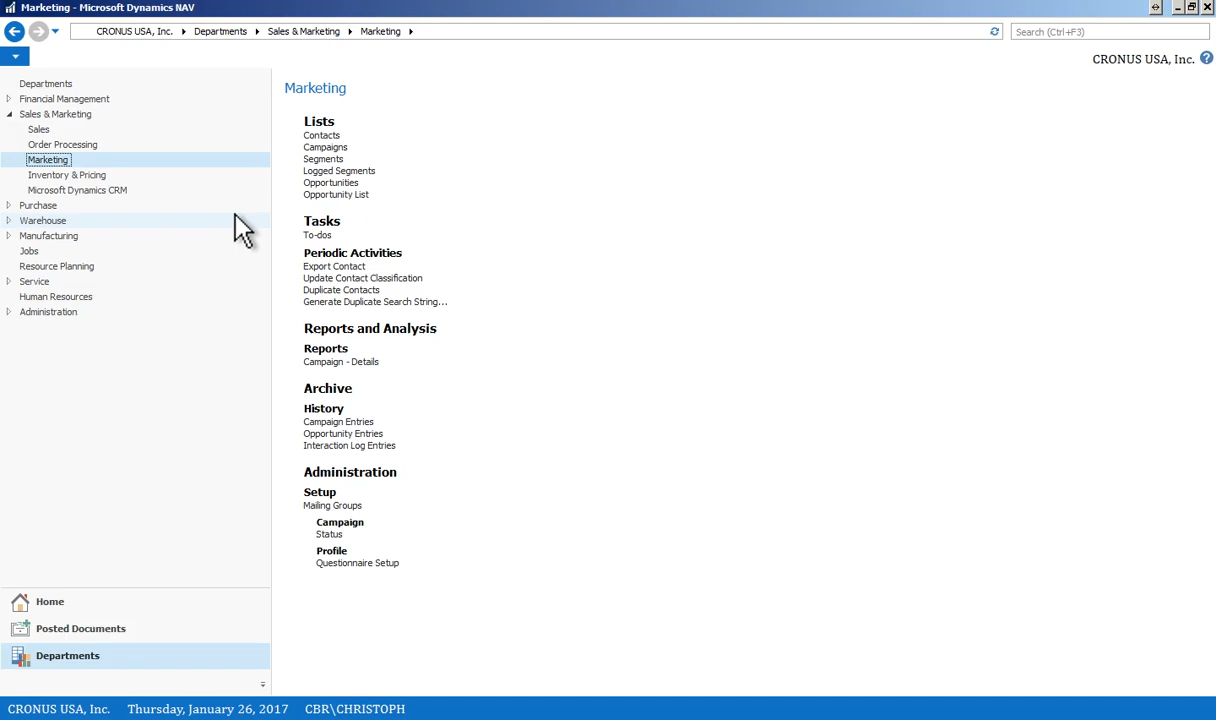 Marketing - Microsoft Dynamics NAV
CRONUS USA, Inc. Departments Sales & Marketing Marketing
Search (Ctrl+F3)
CRONUS USA, Inc.
Departments
Financial Management
Sales & Marketing
Sales
Order Processing
Marketing
Inventory & Pricing
Microsoft Dynamics CRM
Purchase
Warehouse
Manufacturing
Jobs
Resource Planning
Service
Human Resources
Administration
Home
Posted Documents
Departments
Marketing
Lists
Contacts
Campaigns
Segments
Logged Segments
Opportunities
Opportunity List
Tasks
To-dos
Periodic Activities
Export Contact
Update Contact Classification
Duplicate Contacts
Generate Duplicate Search String...
Reports and Analysis
Reports
Campaign - Details
Archive
History
Campaign Entries
Opportunity Entries
Interaction Log Entries
Administration
Setup
Mailing Groups
Campaign
Status
Profile
Questionnaire Setup
CRONUS USA, Inc. Thursday, January 26, 2017 CBR\CHRISTOPH